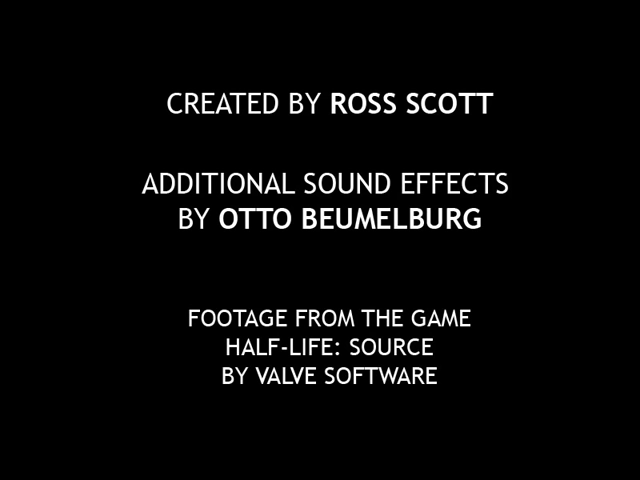 CREATED BY ROSS SCOTT
ADDITIONAL SOUND EFFECTS
BY OTTO BEUMELBURG
FOOTAGE FROM THE GAME
HALF-LIFE: SOURCE
BY VALVE SOFTWARE